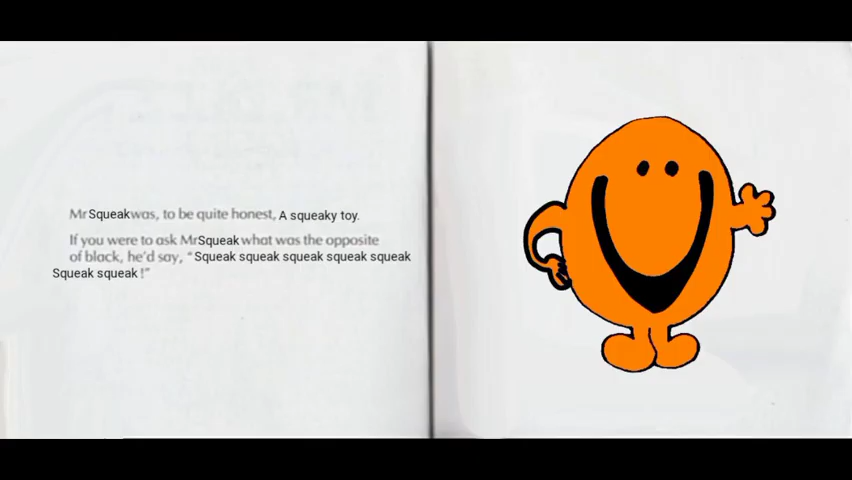 Mr Squeak was, to be quite honest, A squeaky toy.
If you were to ask Mr Squeak what was the opposite
of black, he'd say, "Squeak squeak squeak squeak squeak
Squeak squeak!"